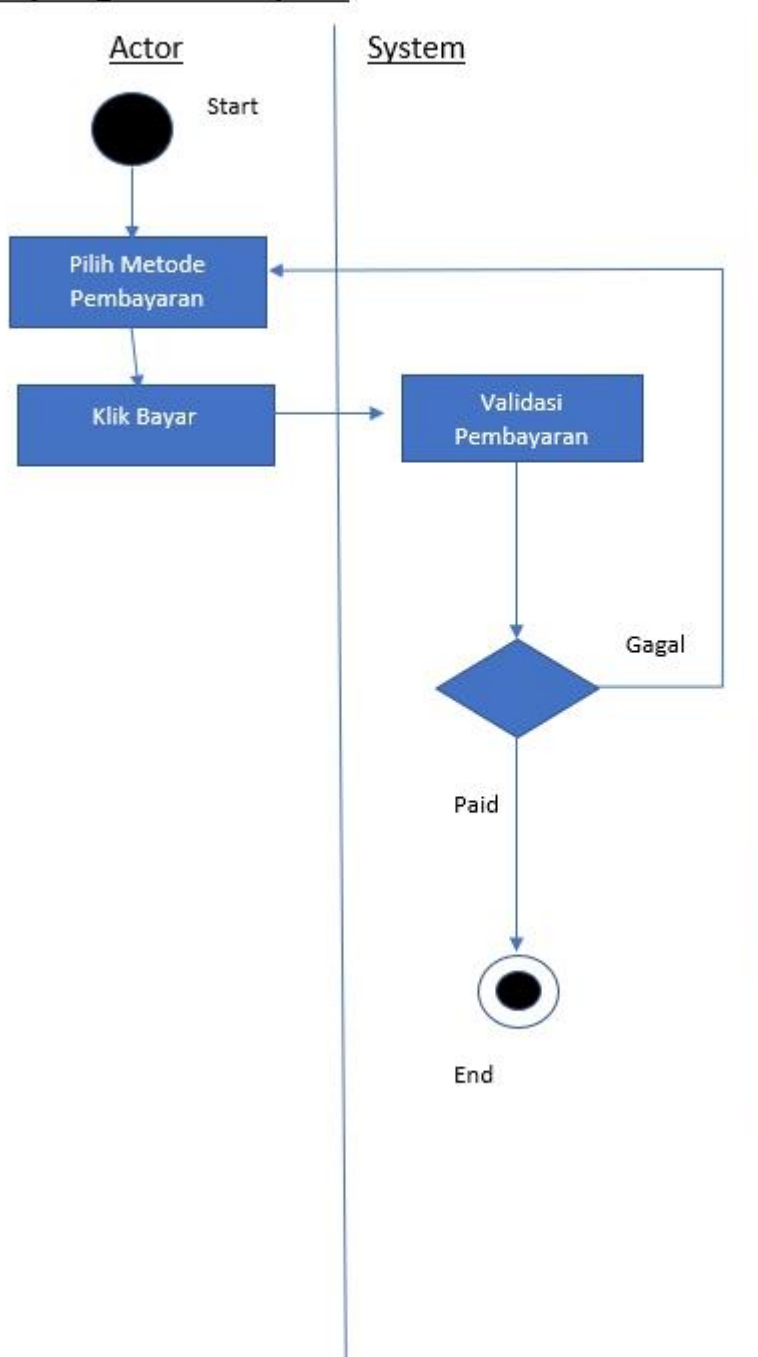 Actor
System
Start
Pilih Metode
Pembayaran
Klik Bayar
Validasi
Pembayaran
Gagal
Paid
End